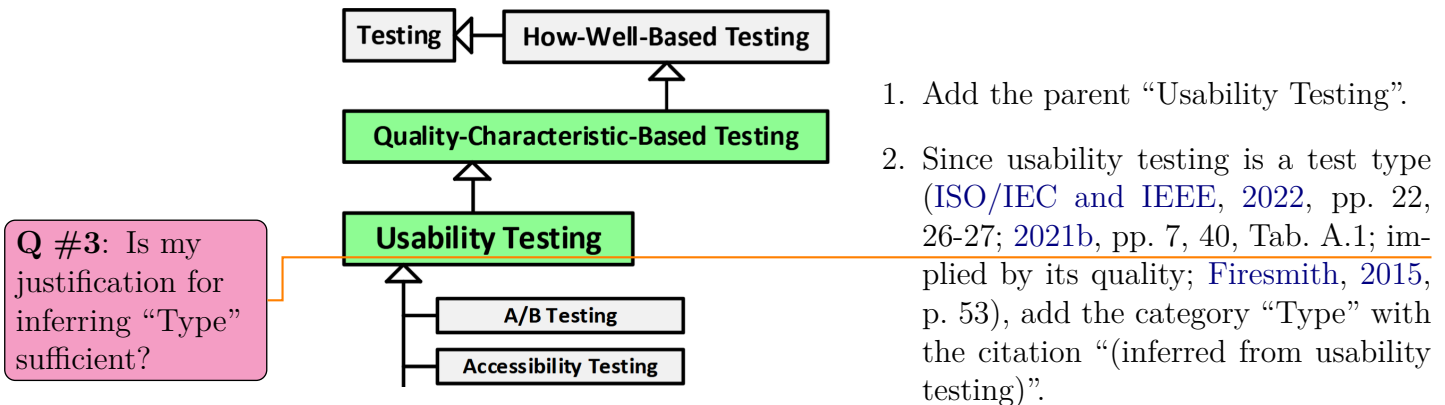 Testing
How-Well-Based Testing
Quality-Characteristic-Based Testing
Usability Testing
A/B Testing
Accessibility Testing
Q #3: Is my
justification for
inferring “Type”
sufficient?
1. Add the parent “Usability Testing”.
2. Since usability testing is a test type
(ISO/IEC and IEEE, 2022, pp. 22,
26-27; 2021b, pp. 7, 40, Tab. A.1; im-
plied by its quality; Firesmith, 2015,
p. 53), add the category “Type” with
the citation “(inferred from usability
testing)”.